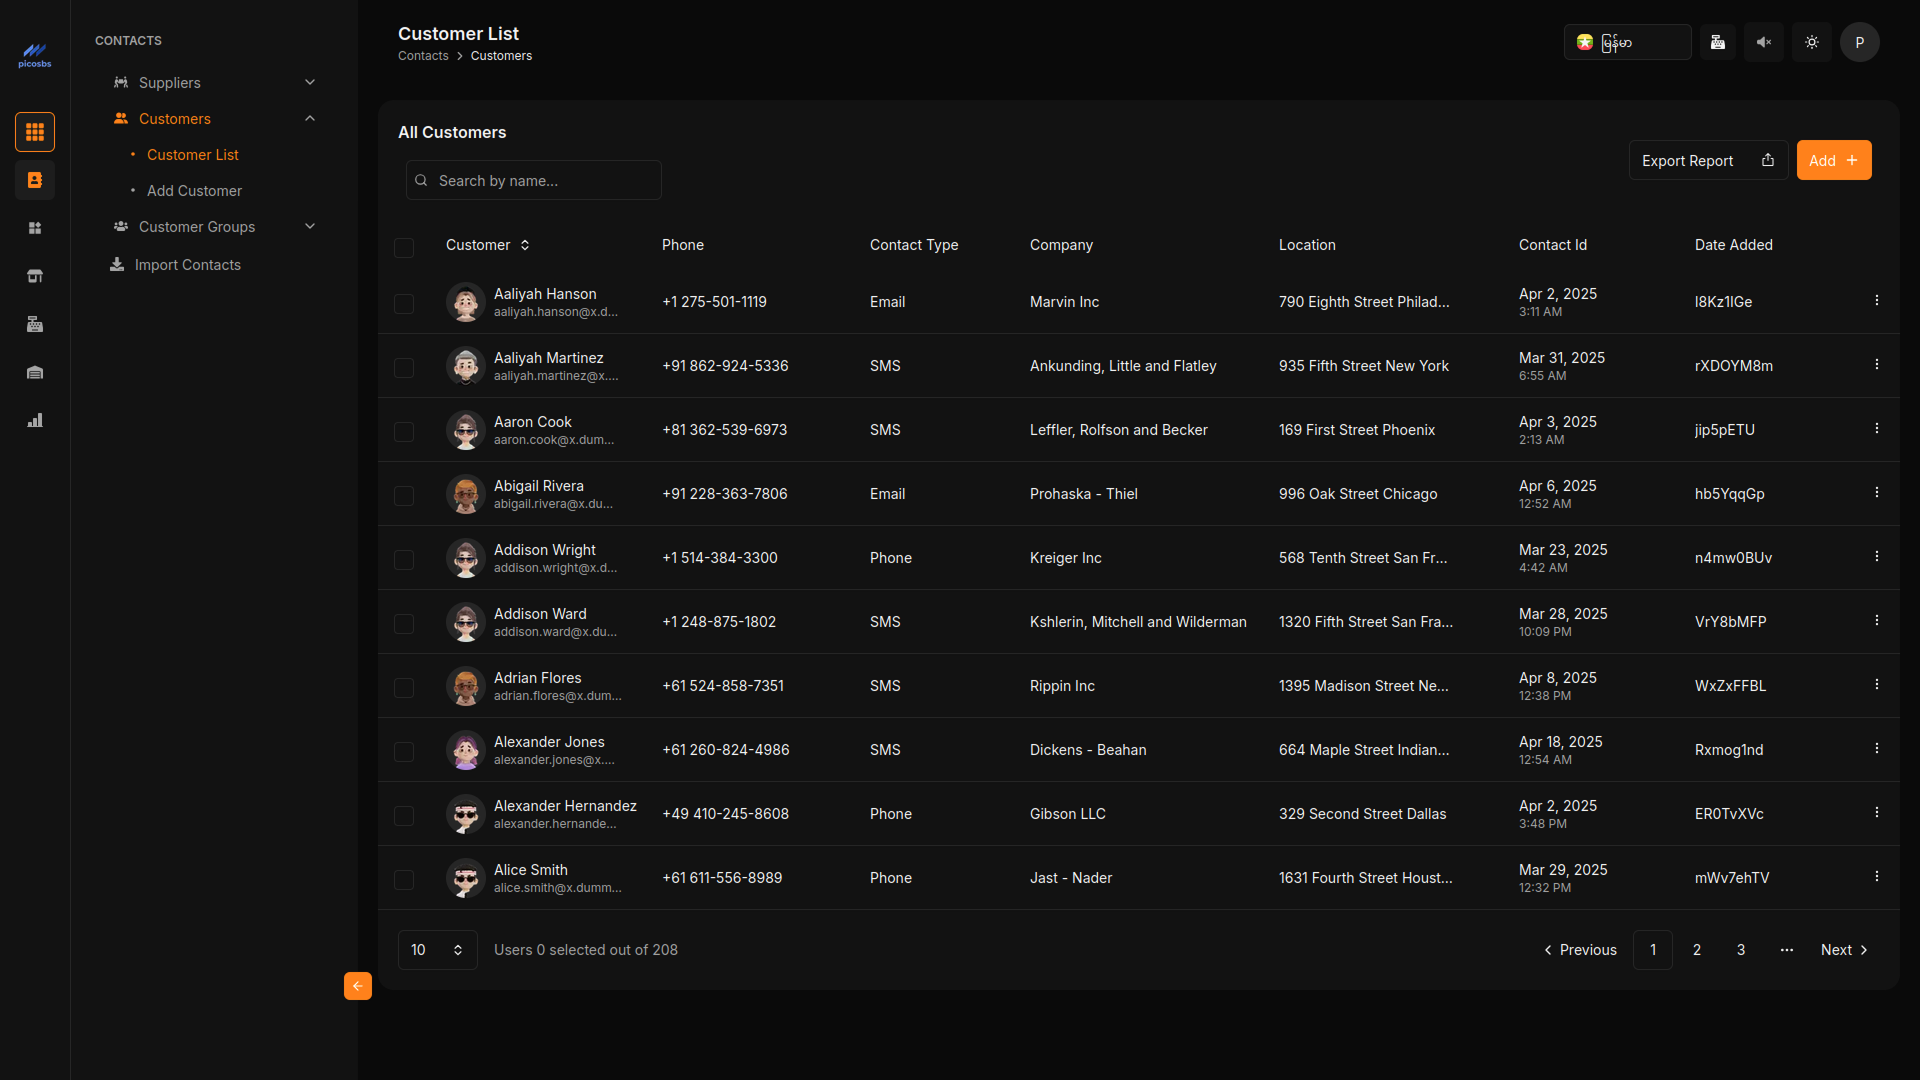 picosbs
CONTACTS
Suppliers
Customers
Customer List
Add Customer
Customer Groups
Import Contacts
Customer List
Contacts > Customers
မြန်မာ
P
All Customers
Search by name...
Export Report
Add +
Customer Phone Contact Type Company Location Contact Id Date Added
Aaliyah Hanson
aaliyah.hanson@x.d...
+1 275-501-1119 Email Marvin Inc 790 Eighth Street Philad...
Apr 2, 2025
3:11 AM
I8Kz1IGe
Aaliyah Martinez
aaliyah.martinez@x....
+91 862-924-5336 SMS Ankunding, Little and Flatley 935 Fifth Street New York
Mar 31, 2025
6:55 AM
rXDOYM8m
Aaron Cook
aaron.cook@x.dum...
+81 362-539-6973 SMS Leffler, Rolfson and Becker 169 First Street Phoenix
Apr 3, 2025
2:13 AM
jip5pETU
Abigail Rivera
abigail.rivera@x.du...
+91 228-363-7806 Email Prohaska - Thiel 996 Oak Street Chicago
Apr 6, 2025
12:52 AM
hb5YqqGp
Addison Wright
addison.wright@x.d...
+1 514-384-3300 Phone Kreiger Inc 568 Tenth Street San Fr...
Mar 23, 2025
4:42 AM
n4mw0BUv
Addison Ward
addison.ward@x.du...
+1 248-875-1802 SMS Kshlerin, Mitchell and Wilderman 1320 Fifth Street San Fra...
Mar 28, 2025
10:09 PM
VrY8bMFP
Adrian Flores
adrian.flores@x.dum...
+61 524-858-7351 SMS Rippin Inc 1395 Madison Street Ne...
Apr 8, 2025
12:38 PM
WxZxFFBL
Alexander Jones
alexander.jones@x....
+61 260-824-4986 SMS Dickens - Beahan 664 Maple Street Indian...
Apr 18, 2025
12:54 AM
Rxmog1nd
Alexander Hernandez
alexander.hernande...
+49 410-245-8608 Phone Gibson LLC 329 Second Street Dallas
Apr 2, 2025
3:48 PM
ER0TvXVc
Alice Smith
alice.smith@x.dumm...
+61 611-556-8989 Phone Jast - Nader 1631 Fourth Street Houst...
Mar 29, 2025
12:32 PM
mWv7ehTV
10 Users 0 selected out of 208
Previous 1 2 3 ... Next